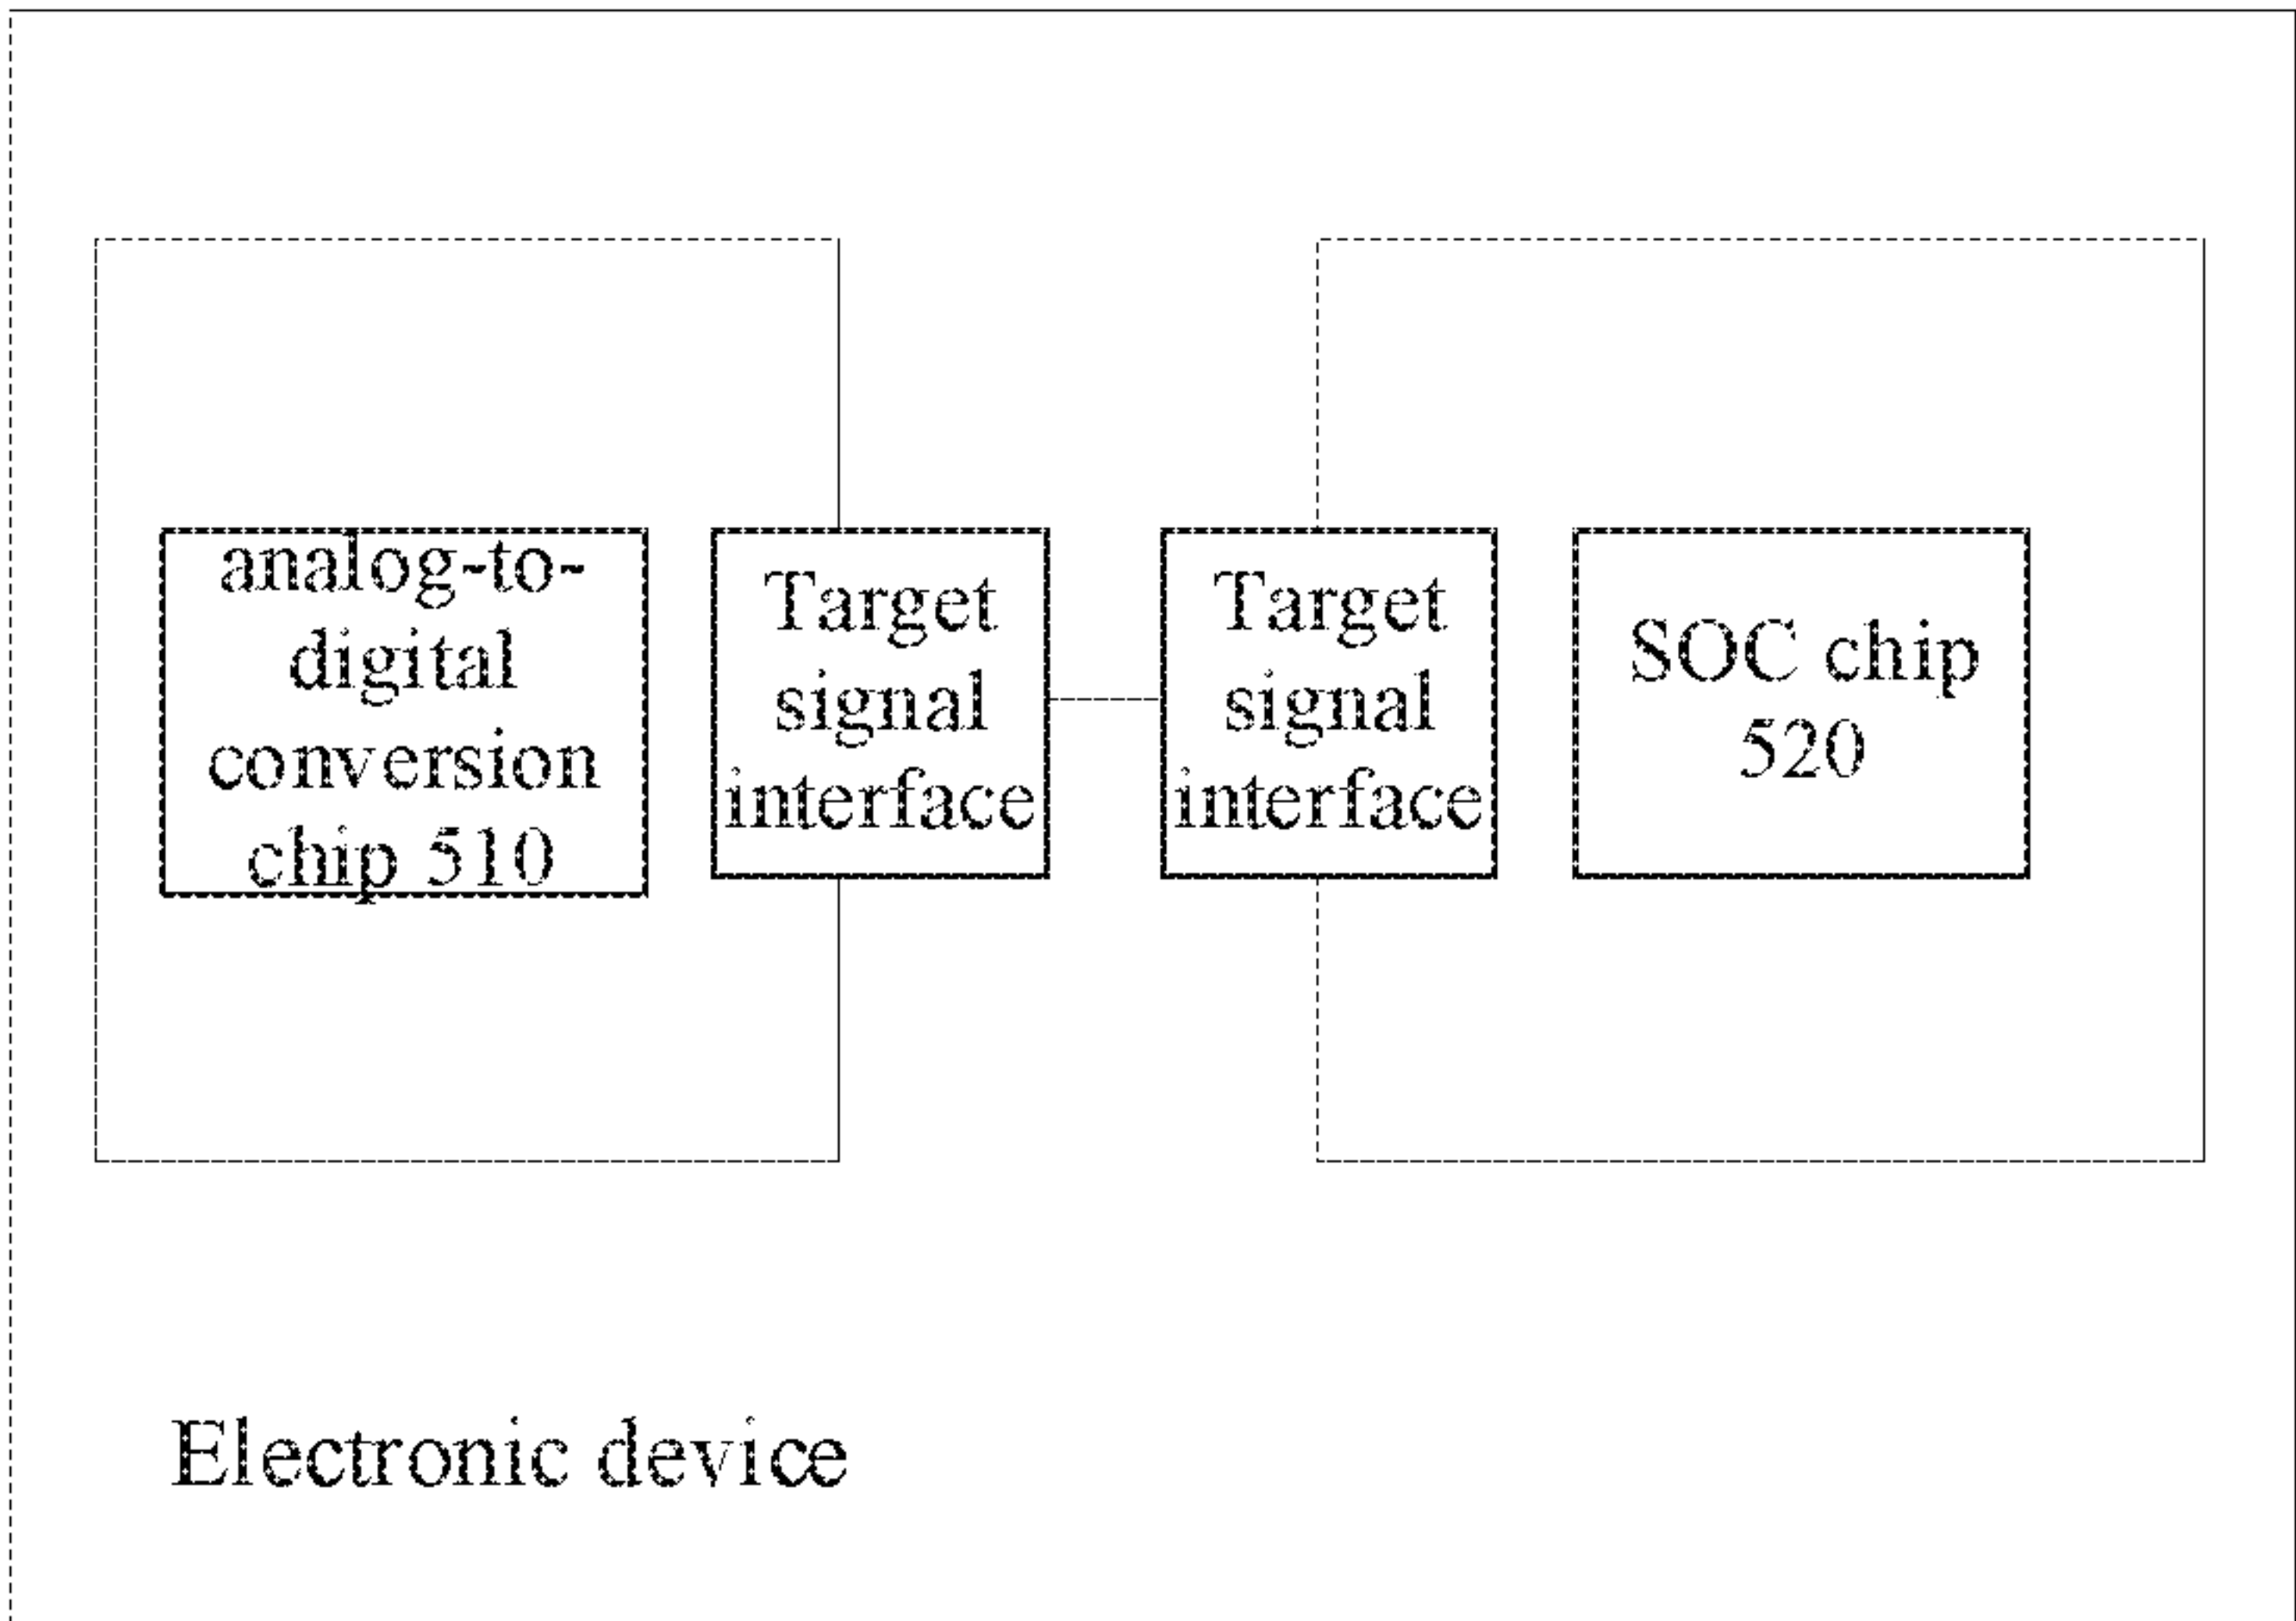 analog-to-
digital
conversion
chip 510
Target
signal
interface
Target
signal
interface
SOC chip
520
Electronic device